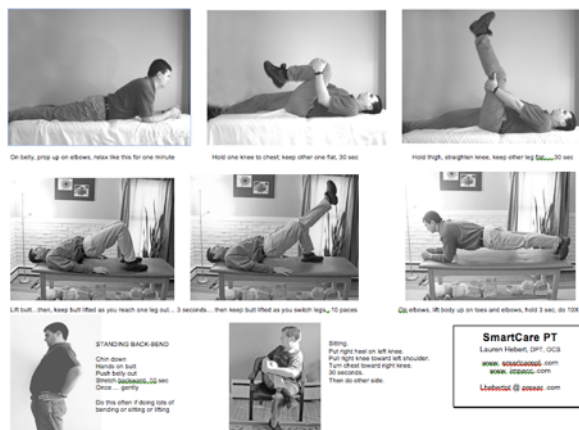 On belly, prop up on elbows, relax like this for one minute
Hold one knee to chest; keep other one flat, 30 sec
Hold thigh, straighten knee, keep other leg flat..., 30 sec
Lift butt...then, keep butt lifted as you reach one leg out... 3 seconds... then keep butt lifted as you switch legs, 10 paces
On elbows, lift body up on toes and elbows, hold 3 sec, do 10X
STANDING BACK-BEND
Chin down
Hands on butt
Push belly out
Stretch backward, 10 sec
Once ... gently
Do this often if doing lots of
bending or sitting or lifting
Sitting.
Put right heel on left knee.
Pull right knee toward left shoulder.
Turn chest toward right knee.
30 seconds.
Then do other side.
SmartCare PT
Lauren Hebert, DPT, OCS
www. smartcarept .com
www. impacc .com